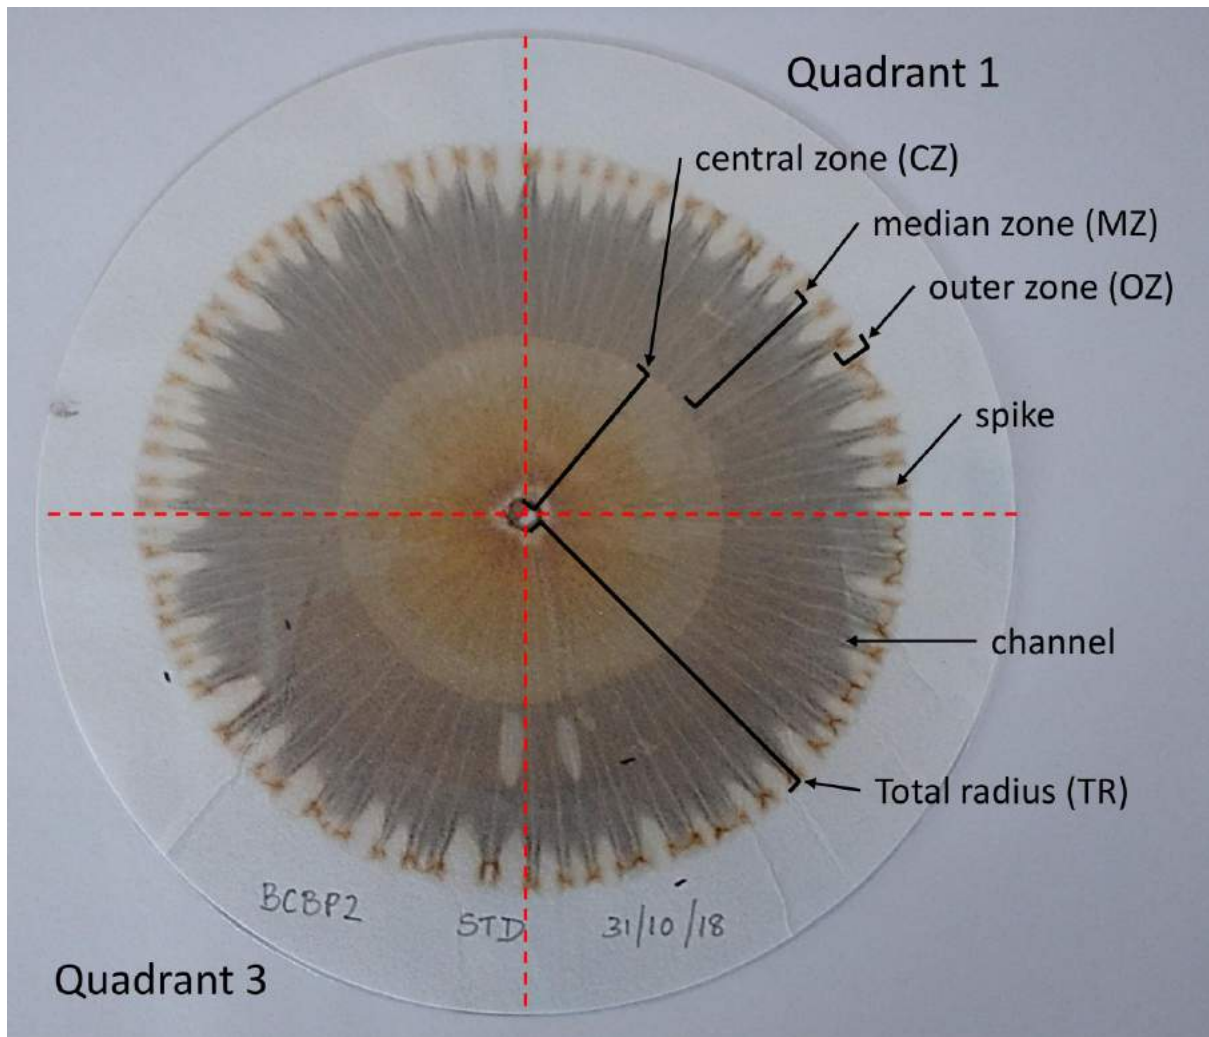 Quadrant 1
central zone (CZ)
median zone (MZ)
outer zone (OZ)
spike
channel
Total radius (TR)
BCBP2 STD 31/10/18
Quadrant 3